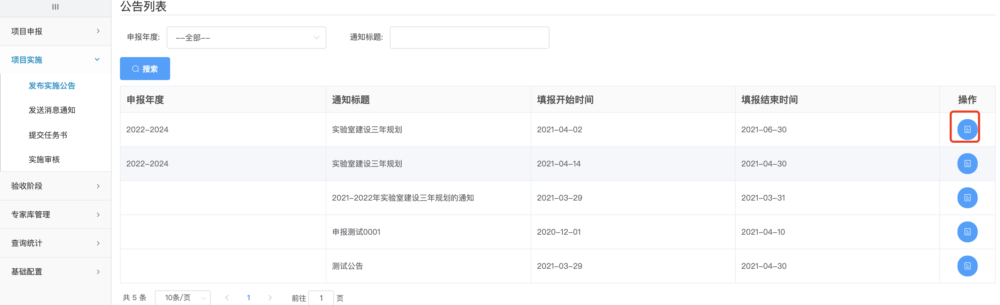 公告列表
项目申报
项目实施
发布实施公告
发送消息通知
提交任务书
实施审核
验收阶段
专家库管理
查询统计
基础配置
申报年度: --全部-- 通知标题:
搜索
申报年度 通知标题 填报开始时间 填报结束时间 操作
2022-2024 实验室建设三年规划 2021-04-02 2021-06-30
2022-2024 实验室建设三年规划 2021-04-14 2021-04-30
2021-2022年实验室建设三年规划的通知 2021-03-29 2021-03-31
申报测试0001 2020-12-01 2021-04-10
测试公告 2021-03-29 2021-04-30
共 5 条 10条/页 1 前往 1 页